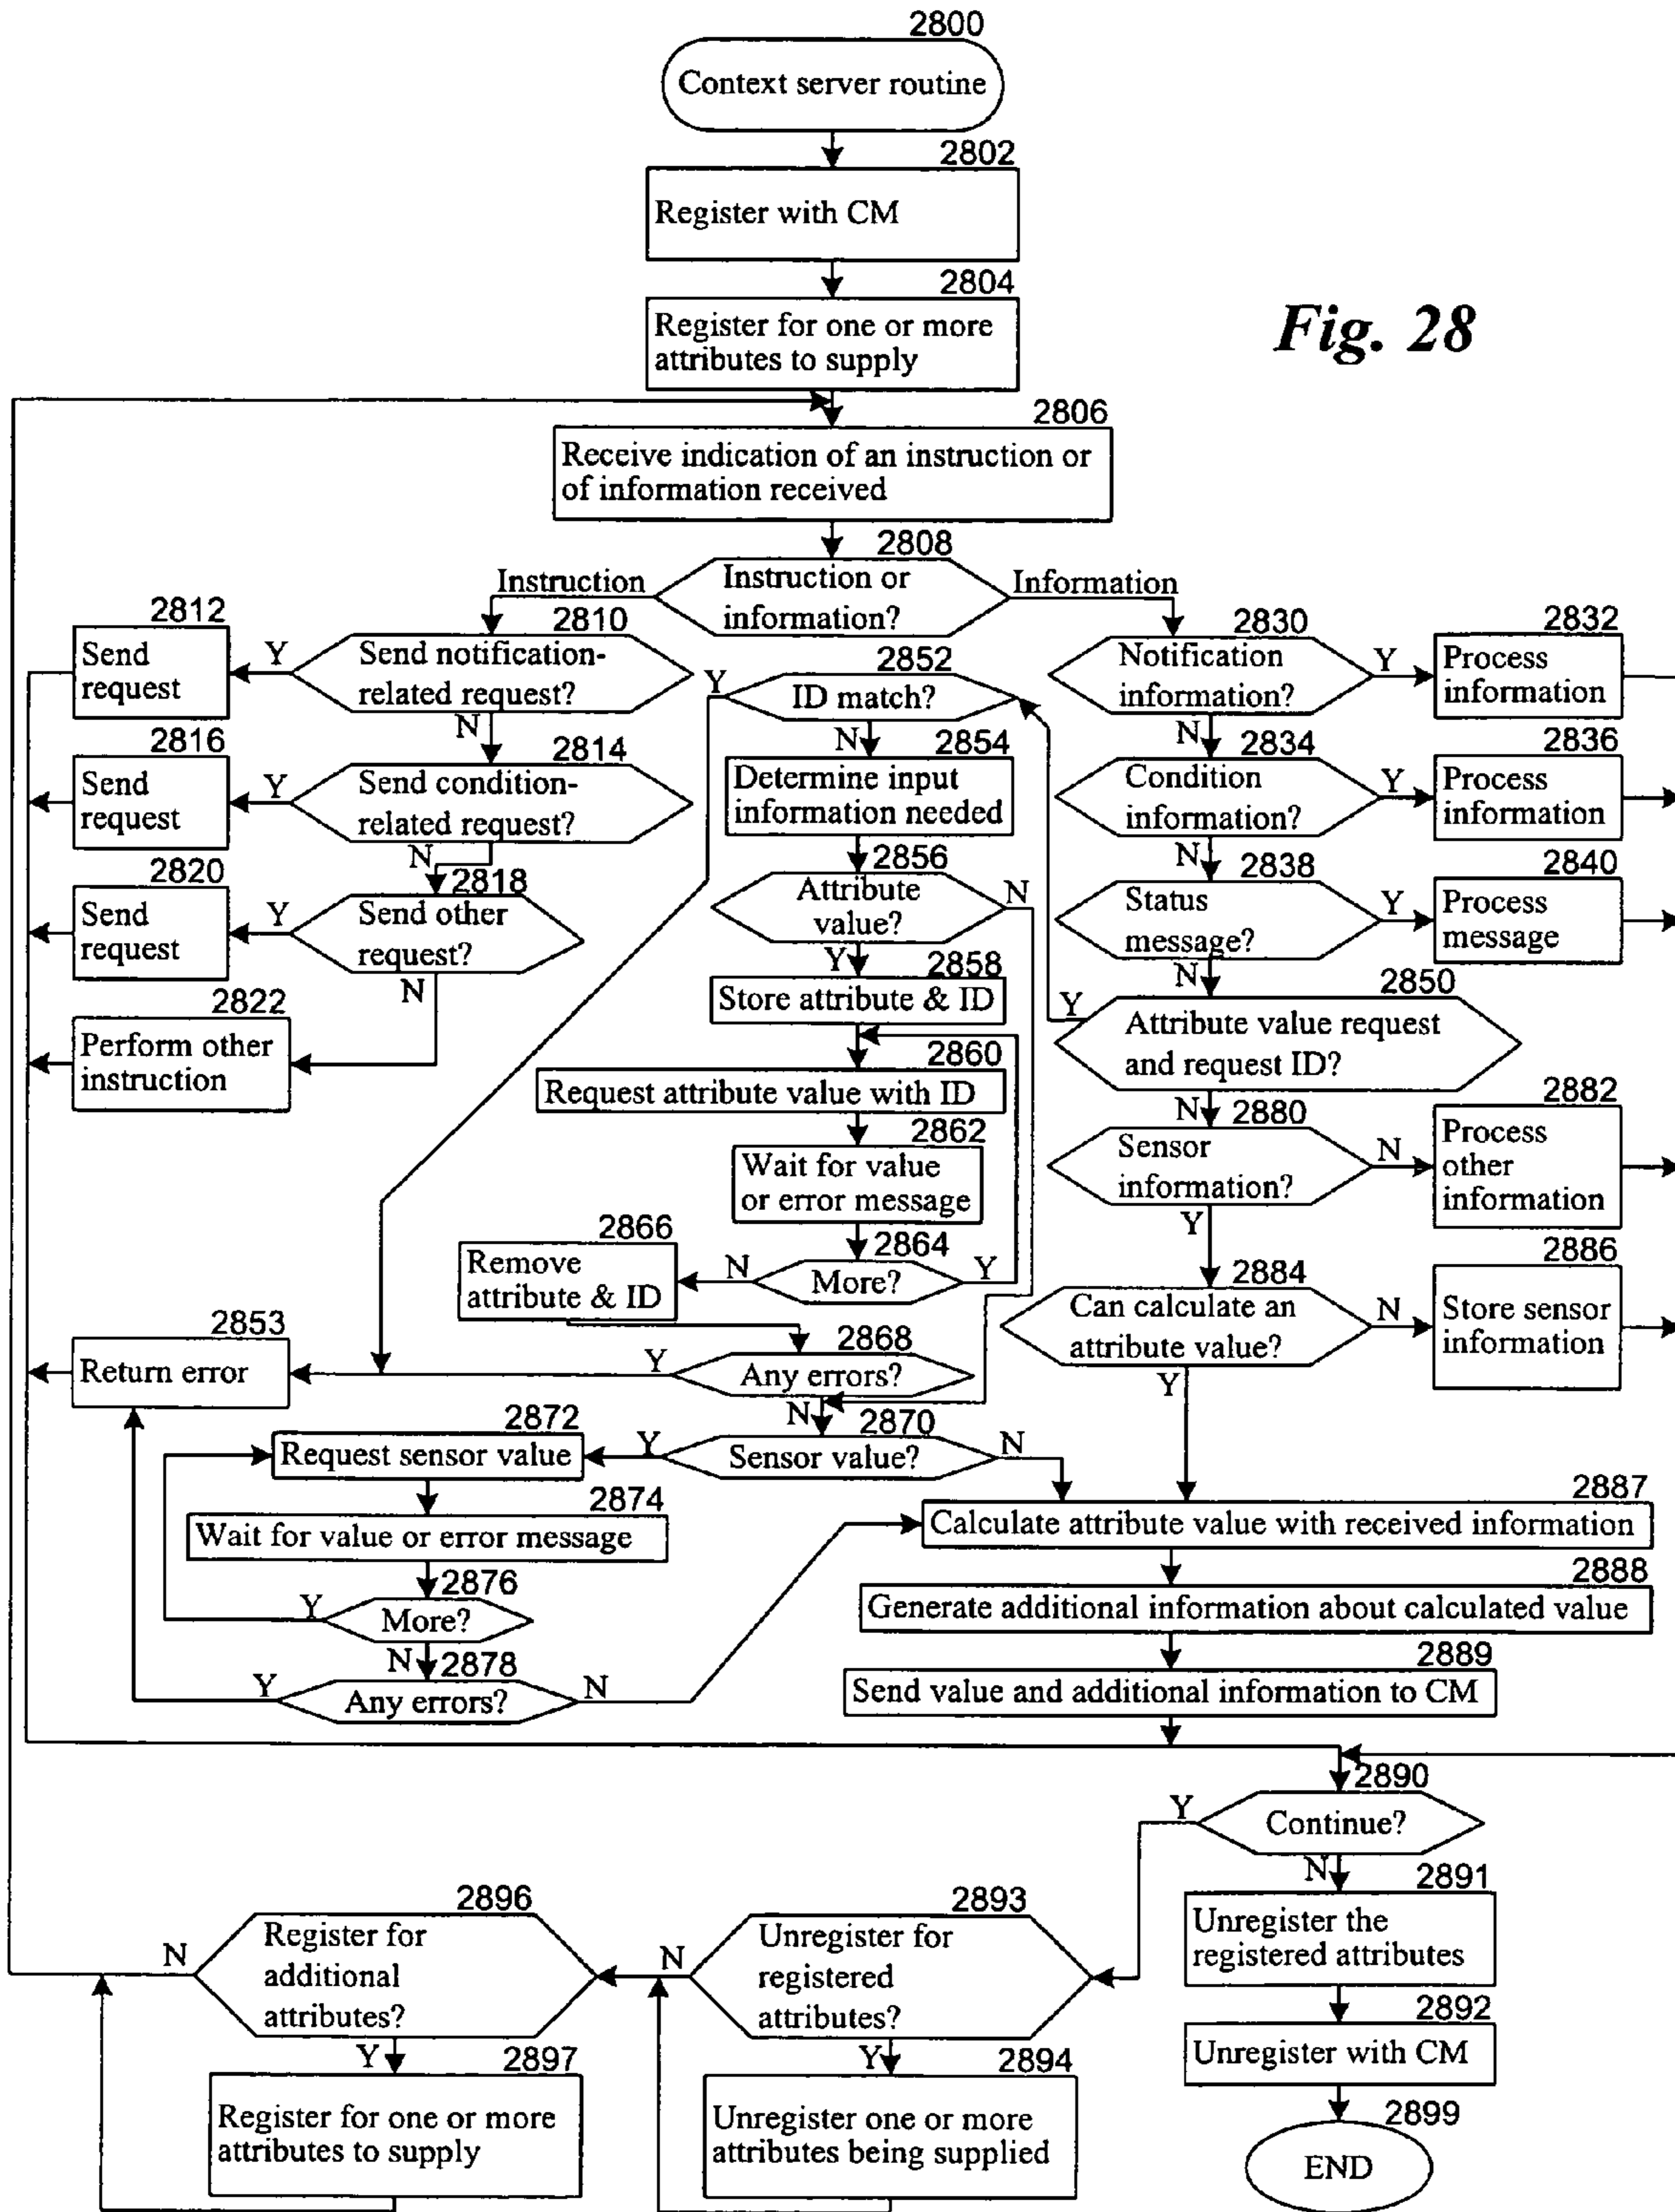 2800
Context server routine
2802
Register with CM
2804
Register for one or more
attributes to supply
Fig. 28
2806
Receive indication of an instruction or
of information received
2808
Instruction or
information?
Instruction
Information
2810
Send notification-
related request?
Y
N
2812
Send
request
2814
Send condition-
related request?
Y
N
2816
Send
request
2818
Send other
request?
Y
N
2820
Send
request
2822
Perform other
instruction
2830
Notification
information?
Y
N
2832
Process
information
2834
Condition
information?
Y
N
2836
Process
information
2838
Status
message?
Y
N
2840
Process
message
2850
Attribute value request
and request ID?
Y
N
2852
ID match?
Y
N
2854
Determine input
information needed
2856
Attribute
value?
N
Y
2858
Store attribute & ID
2860
Request attribute value with ID
2862
Wait for value
or error message
2864
More?
N
Y
2866
Remove
attribute & ID
2868
Any errors?
Y
N
2853
Return error
2870
Sensor value?
Y
N
2872
Request sensor value
2874
Wait for value or error message
2876
More?
Y
N
2878
Any errors?
Y
N
2880
Sensor
information?
N
Y
2882
Process
other
information
2884
Can calculate an
attribute value?
N
Y
2886
Store sensor
information
2887
Calculate attribute value with received information
2888
Generate additional information about calculated value
2889
Send value and additional information to CM
2890
Continue?
Y
N
2891
Unregister the
registered attributes
2892
Unregister with CM
2899
END
2893
Unregister for
registered
attributes?
N
Y
2894
Unregister one or more
attributes being supplied
2896
Register for
additional
attributes?
N
Y
2897
Register for one or more
attributes to supply